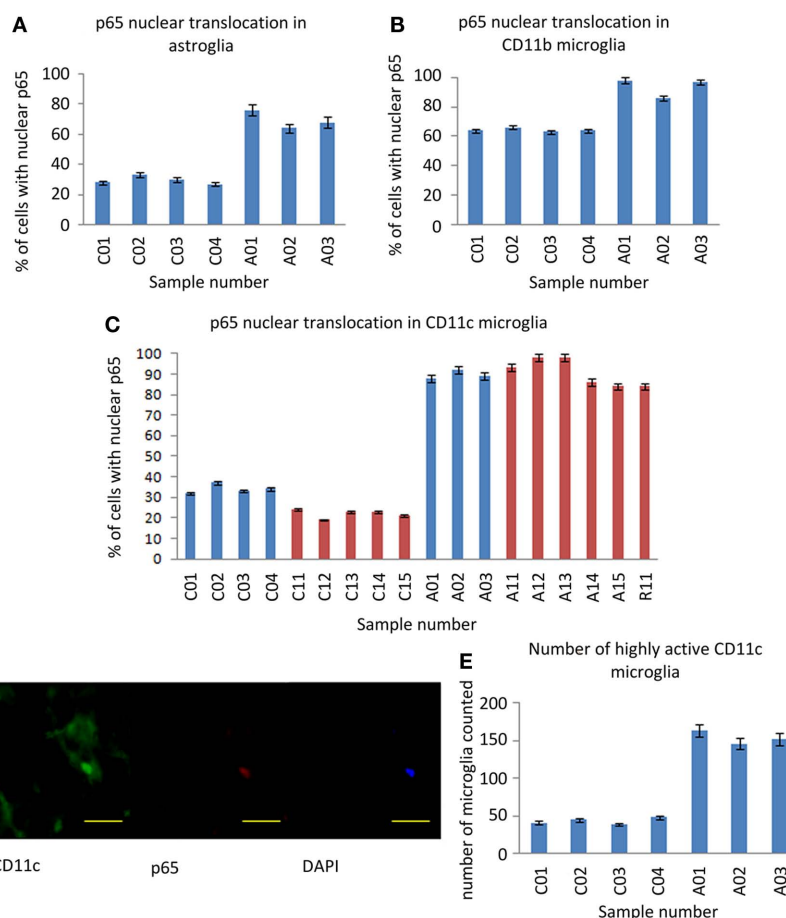 A
p65 nuclear translocation in
astroglia
% of cells with nuclear p65
100
80
60
40
20
0
C01 C02 C03 C04 A01 A02 A03
Sample number
B
p65 nuclear translocation in
CD11b microglia
% of cells with nuclear p65
100
80
60
40
20
0
C01 C02 C03 C04 A01 A02 A03
Sample number
C
p65 nuclear translocation in CD11c microglia
% of cells with nuclear p65
100
90
80
70
60
50
40
30
20
10
0
C01 C02 C03 C04 C11 C12 C13 C14 C15 A01 A02 A03 A11 A12 A13 A14 A15 R11
Sample number
CD11c p65 DAPI
E
Number of highly active CD11c
microglia
number of microglia counted
200
150
100
50
0
C01 C02 C03 C04 A01 A02 A03
Sample number